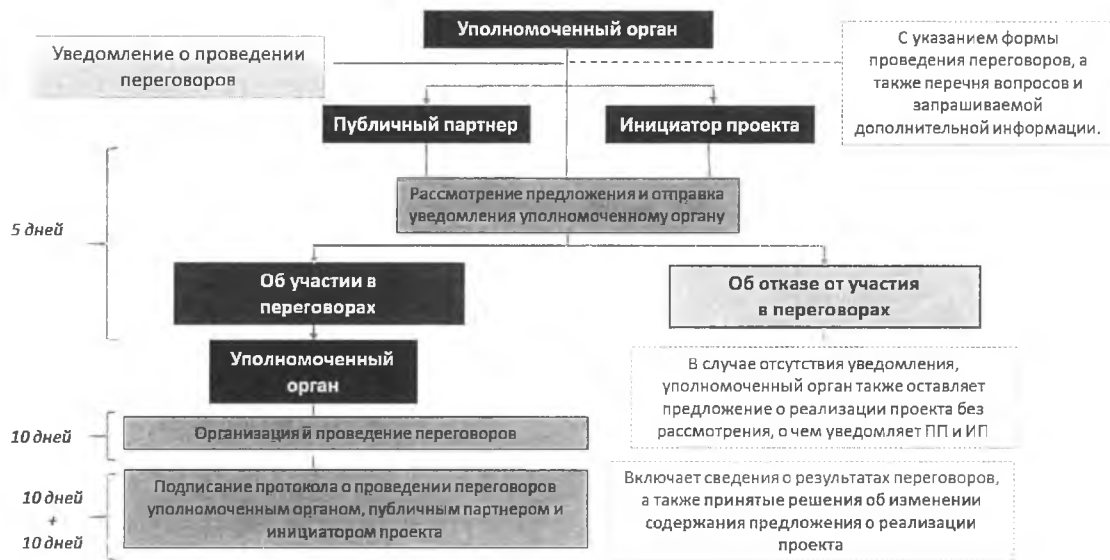 Уполномоченный орган
Уведомление о проведении
переговоров
С указанием формы
проведения переговоров, а
также перечня вопросов и
запрашиваемой
дополнительной информации.
Публичный партнер
Инициатор проекта
Рассмотрение предложения и отправка
уведомления уполномоченному органу
5 дней
Об участии в
переговорах
Об отказе от участия
в переговорах
Уполномоченный
орган
В случае отсутствия уведомления,
уполномоченный орган также оставляет
предложение о реализации проекта без
рассмотрения, о чем уведомляет ПП и ИП
10 дней
Организация и проведение переговоров
10 дней
+
10 дней
Подписание протокола о проведении переговоров
уполномоченным органом, публичным партнером и
инициатором проекта
Включает сведения о результатах переговоров,
а также принятые решения об изменении
содержания предложения о реализации
проекта